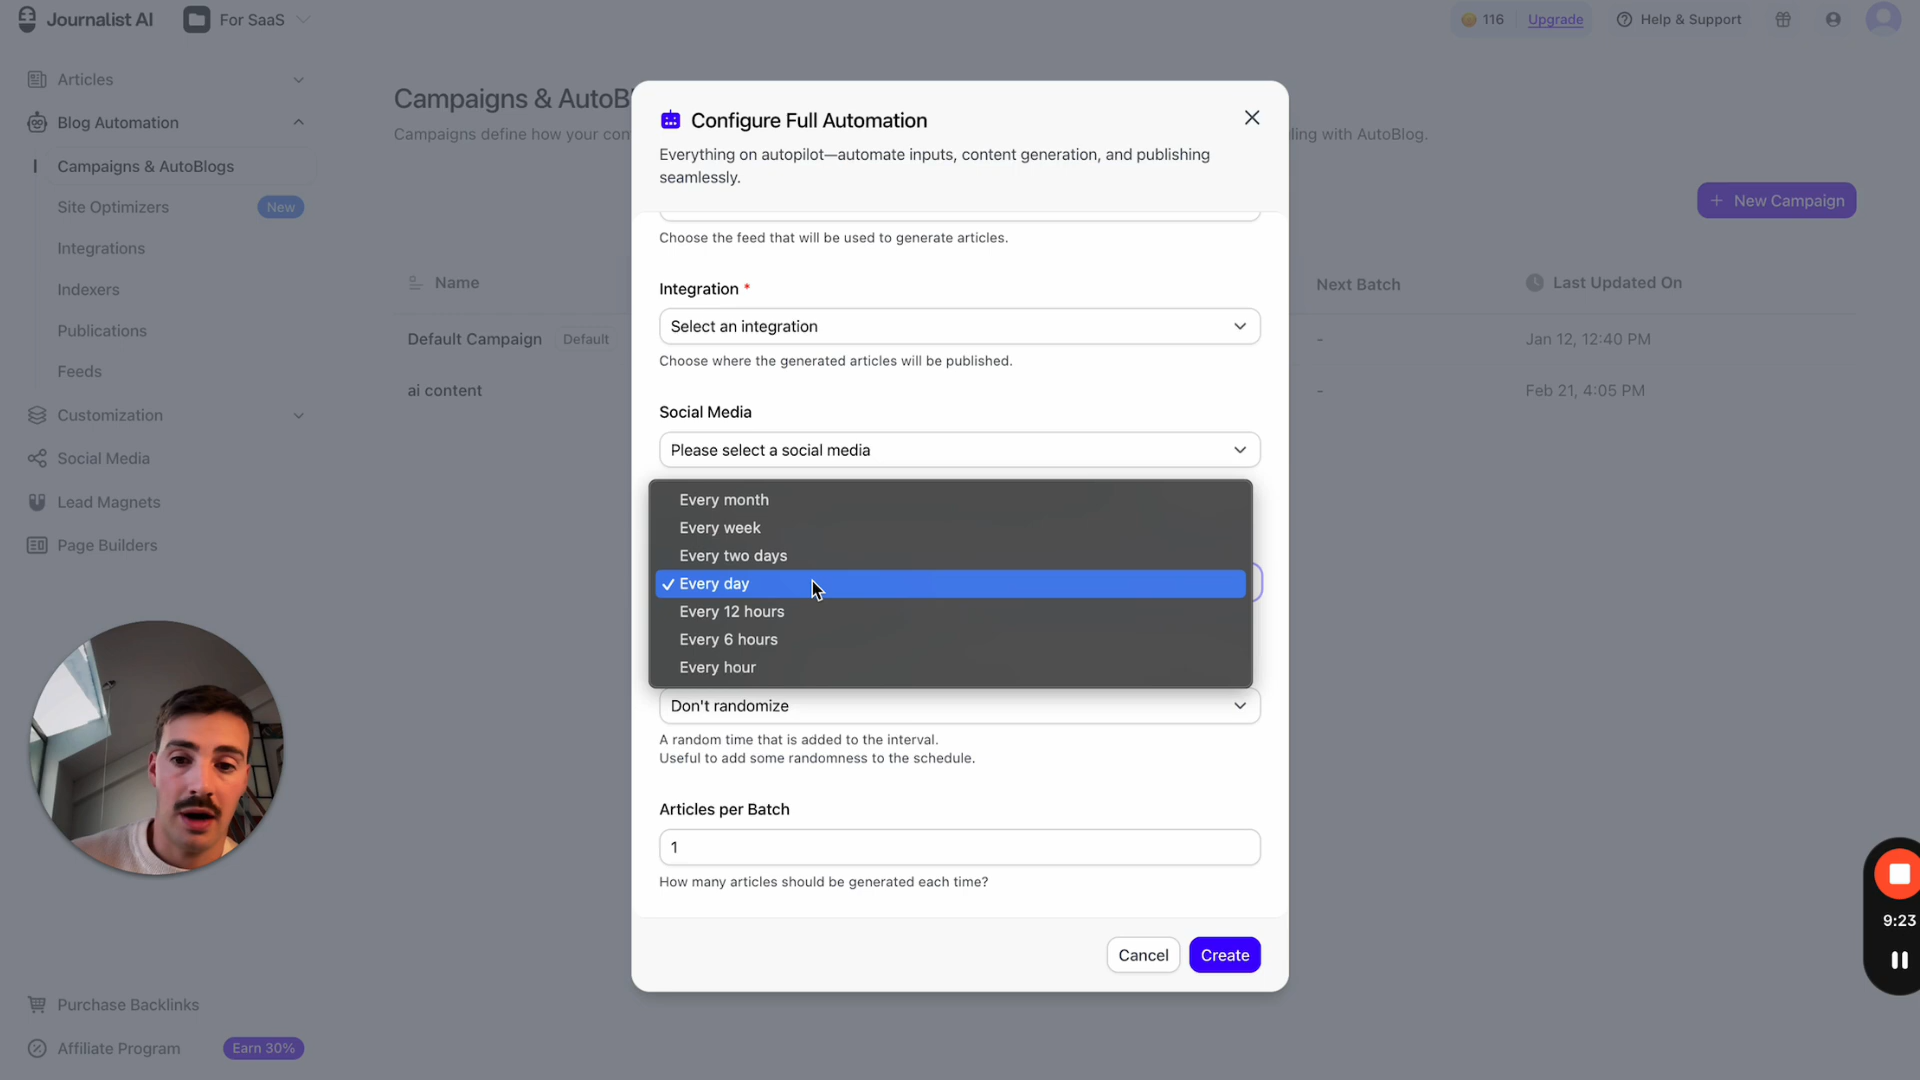 Journalist AI
For SaaS
116
Upgrade
Help & Support
Articles
Blog Automation
Campaigns & AutoBlogs
Site Optimizers
New
Integrations
Indexers
Publications
Feeds
Customization
Social Media
Lead Magnets
Page Builders
Purchase Backlinks
Affiliate Program
Earn 30%
Campaigns & AutoB
Campaigns define how your con
ling with AutoBlog.
+ New Campaign
Name
Next Batch
Last Updated On
Default Campaign
Default
-
Jan 12, 12:40 PM
ai content
-
Feb 21, 4:05 PM
Configure Full Automation
Everything on autopilot—automate inputs, content generation, and publishing
seamlessly.
Choose the feed that will be used to generate articles.
Integration *
Select an integration
Choose where the generated articles will be published.
Social Media
Please select a social media
Every month
Every week
Every two days
✓ Every day
Every 12 hours
Every 6 hours
Every hour
Don't randomize
A random time that is added to the interval.
Useful to add some randomness to the schedule.
Articles per Batch
1
How many articles should be generated each time?
Cancel
Create
9:23